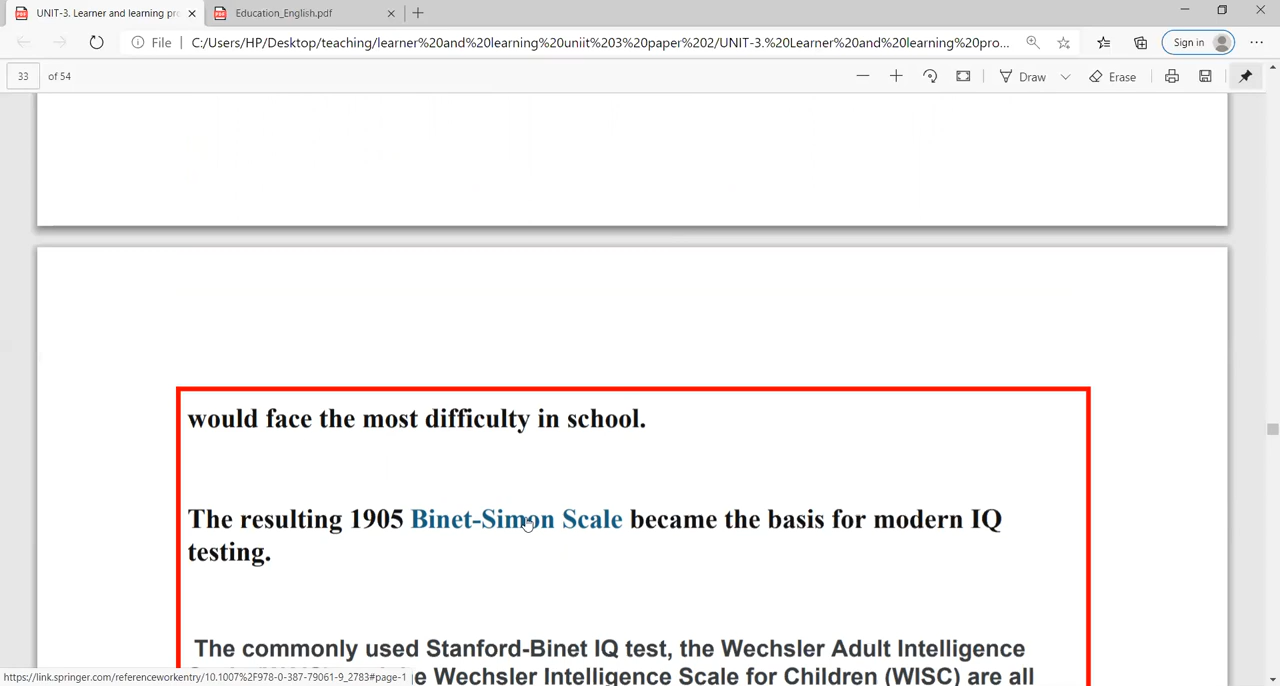 UNIT-3. Learner and learning pr
Education_English.pdf
File
C:/Users/HP/Desktop/teaching/learner%20and%20learning%20uniit%203%20paper%202/UNIT-3.%20Learner%20and%20learning%20pro...
Sign in
33 of 54
Draw
Erase
would face the most difficulty in school.
The resulting 1905 Binet-Simon Scale became the basis for modern IQ
testing.
The commonly used Stanford-Binet IQ test, the Wechsler Adult Intelligence
e Wechsler Intelligence Scale for Children (WISC) are all
https://link.springer.com/referenceworkentry/10.1007%2F978-0-387-79061-9_2783#page-1